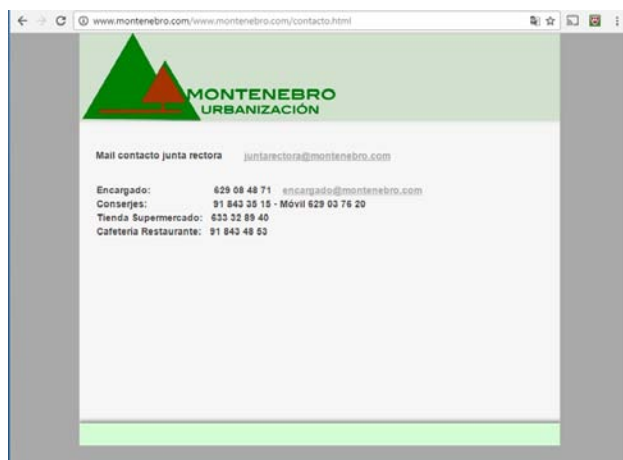 www.montenebro.com/www.montenebro.com/contacto.html
MONTENEBRO
URBANIZACIÓN
Mail contacto junta rectora juntarectora@montenebro.com
Encargado: 629 08 48 71 encargado@montenebro.com
Conserjes: 91 843 35 15 - Móvil 629 03 76 20
Tienda Supermercado: 633 32 89 40
Cafetería Restaurante: 91 843 48 53